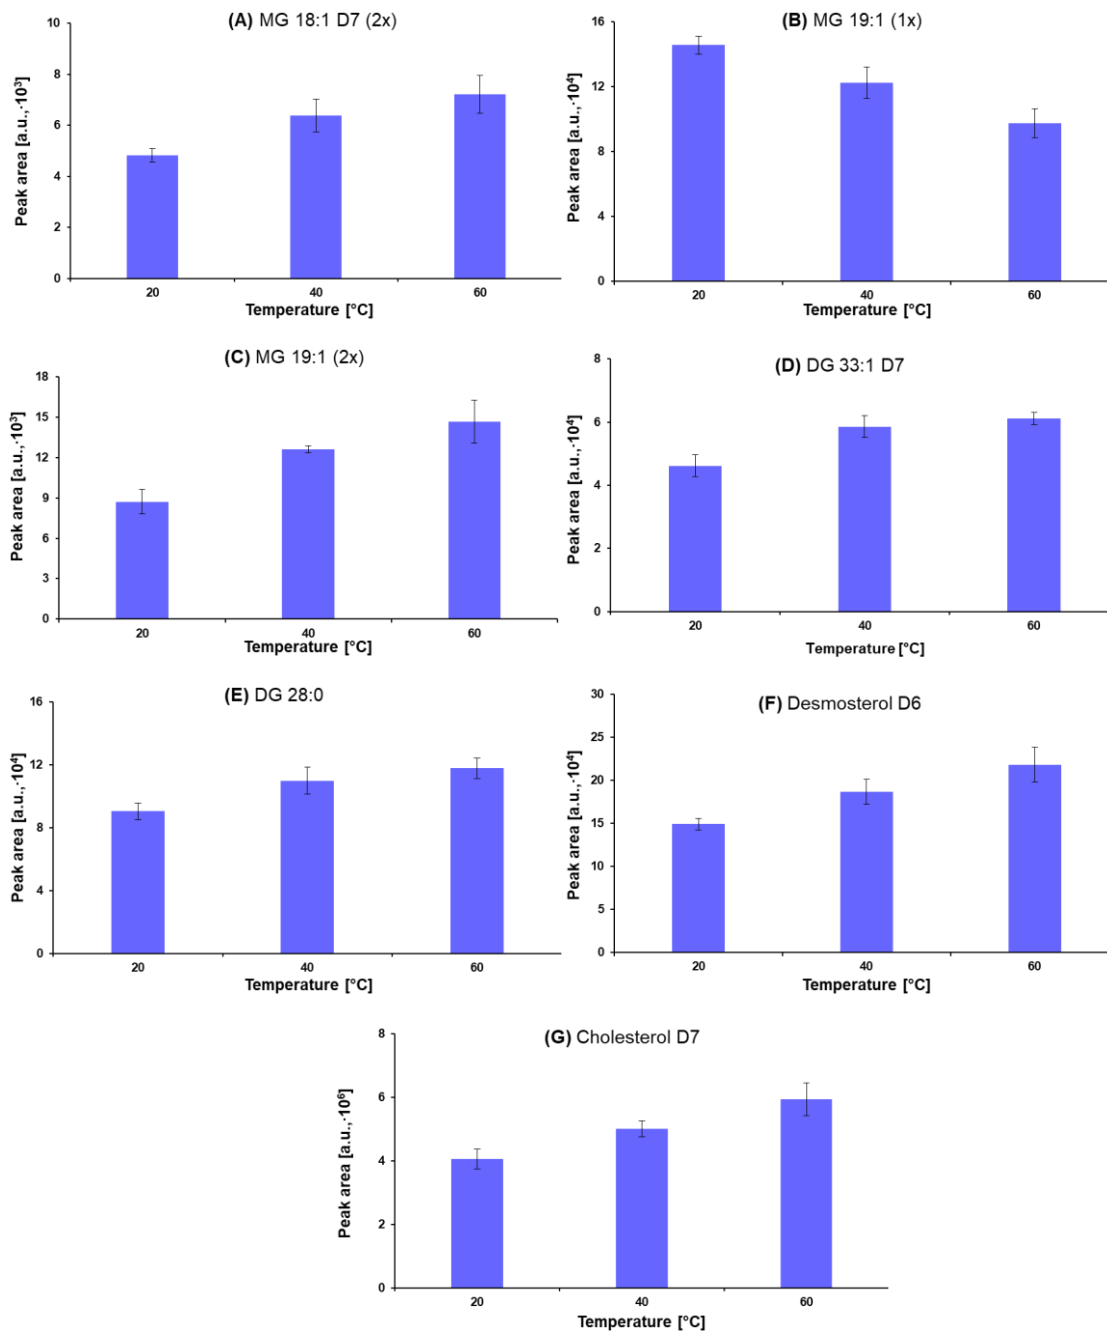 (A) MG 18:1 D7 (2x)
Peak area [a.u.,·10³]
10
8
6
4
2
0
20 40 60
Temperature [°C]
(B) MG 19:1 (1x)
Peak area [a.u.,·10⁴]
16
12
8
4
0
20 40 60
Temperature [°C]
(C) MG 19:1 (2x)
Peak area [a.u.,·10³]
18
15
12
9
6
3
0
20 40 60
Temperature [°C]
(D) DG 33:1 D7
Peak area [a.u.,·10⁴]
8
6
4
2
0
20 40 60
Temperature [°C]
(E) DG 28:0
Peak area [a.u.,·10⁴]
16
12
8
4
0
20 40 60
Temperature [°C]
(F) Desmosterol D6
Peak area [a.u.,·10⁴]
30
25
20
15
10
5
0
20 40 60
Temperature [°C]
(G) Cholesterol D7
Peak area [a.u.,·10⁶]
8
6
4
2
0
20 40 60
Temperature [°C]